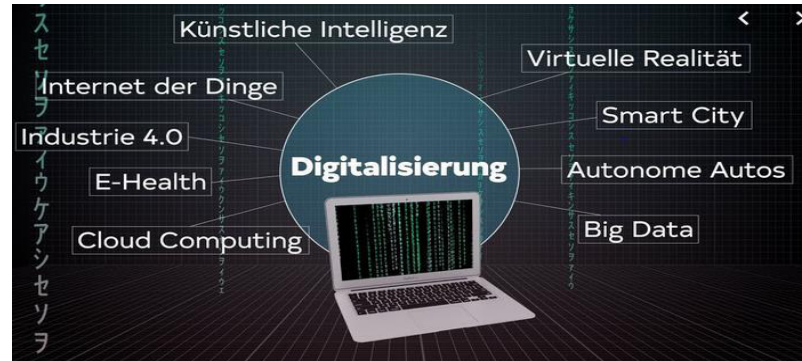 Künstliche Intelligenz
Virtuelle Realität
Internet der Dinge
Smart City
Industrie 4.0
Digitalisierung
Autonome Autos
E-Health
Big Data
Cloud Computing